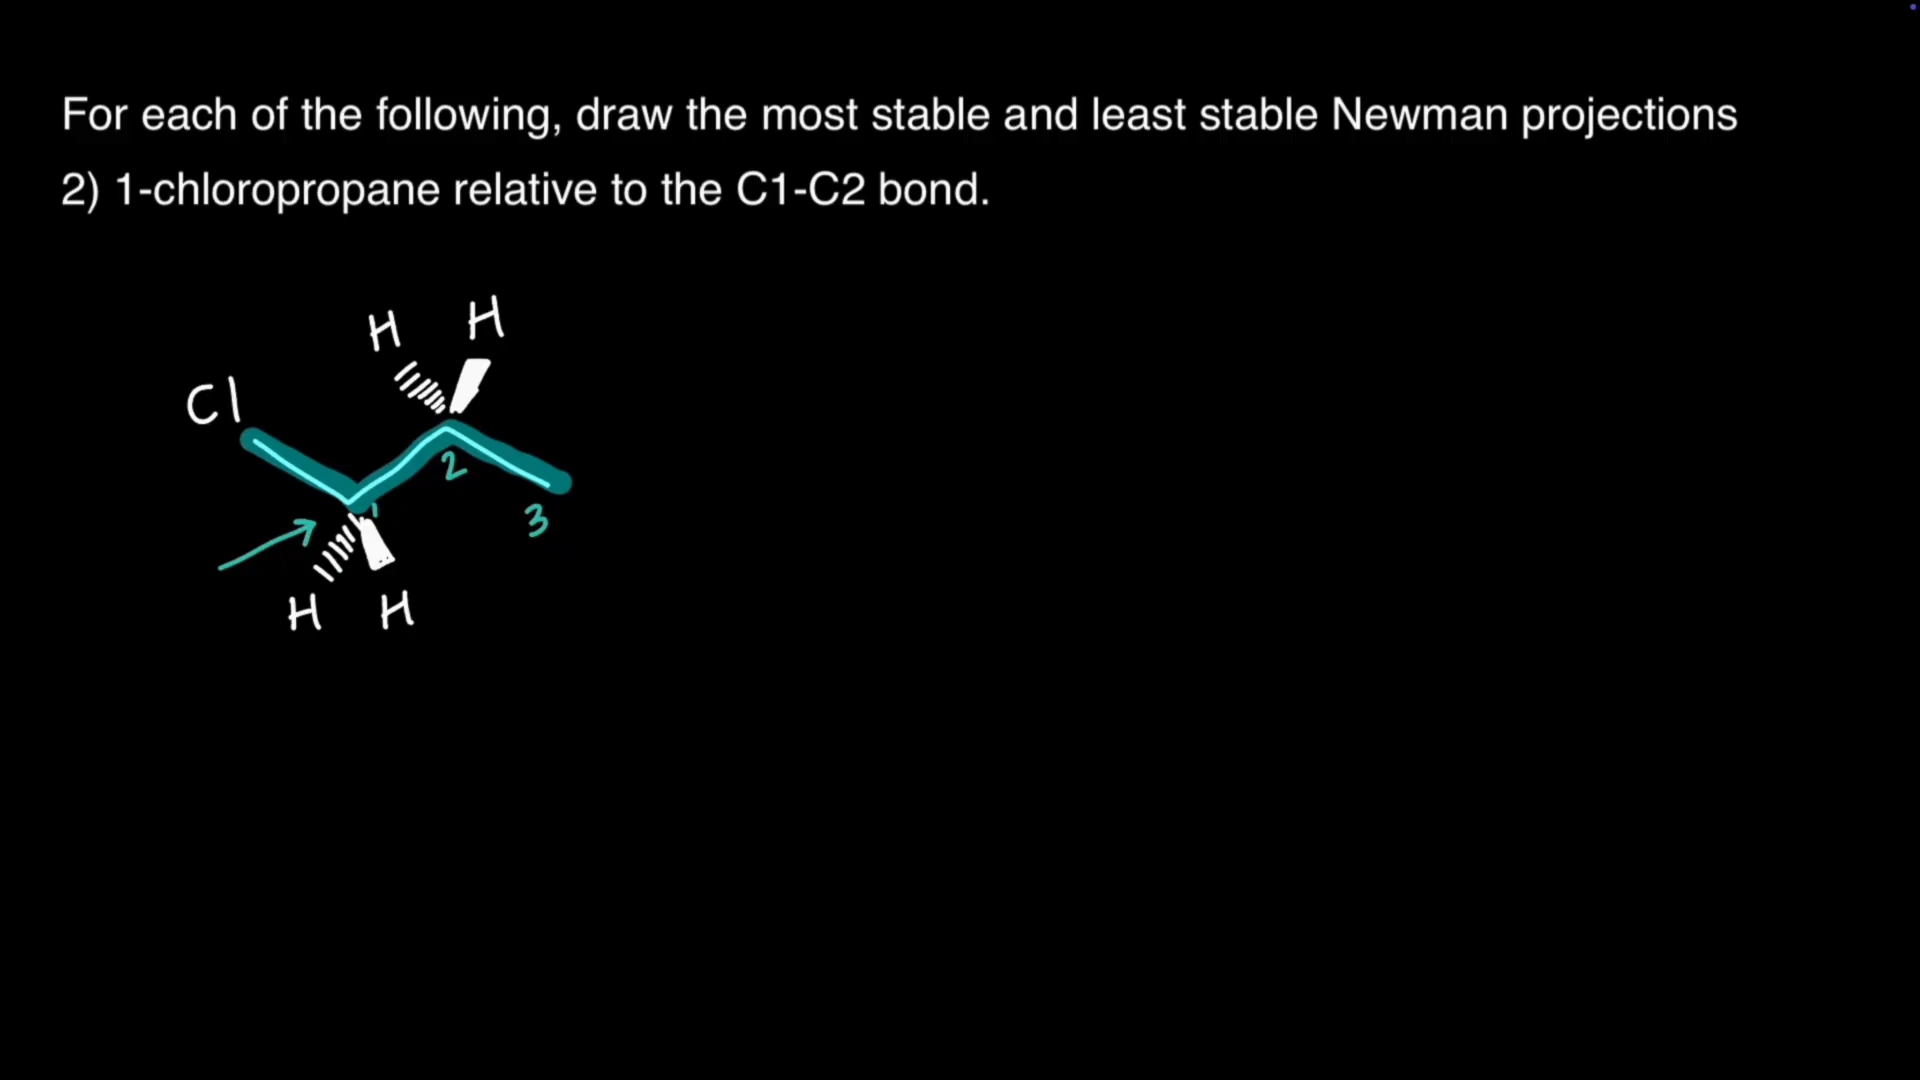 For each of the following, draw the most stable and least stable Newman projections
2) 1-chloropropane relative to the C1-C2 bond.
H H
Cl
2
1
3
H H